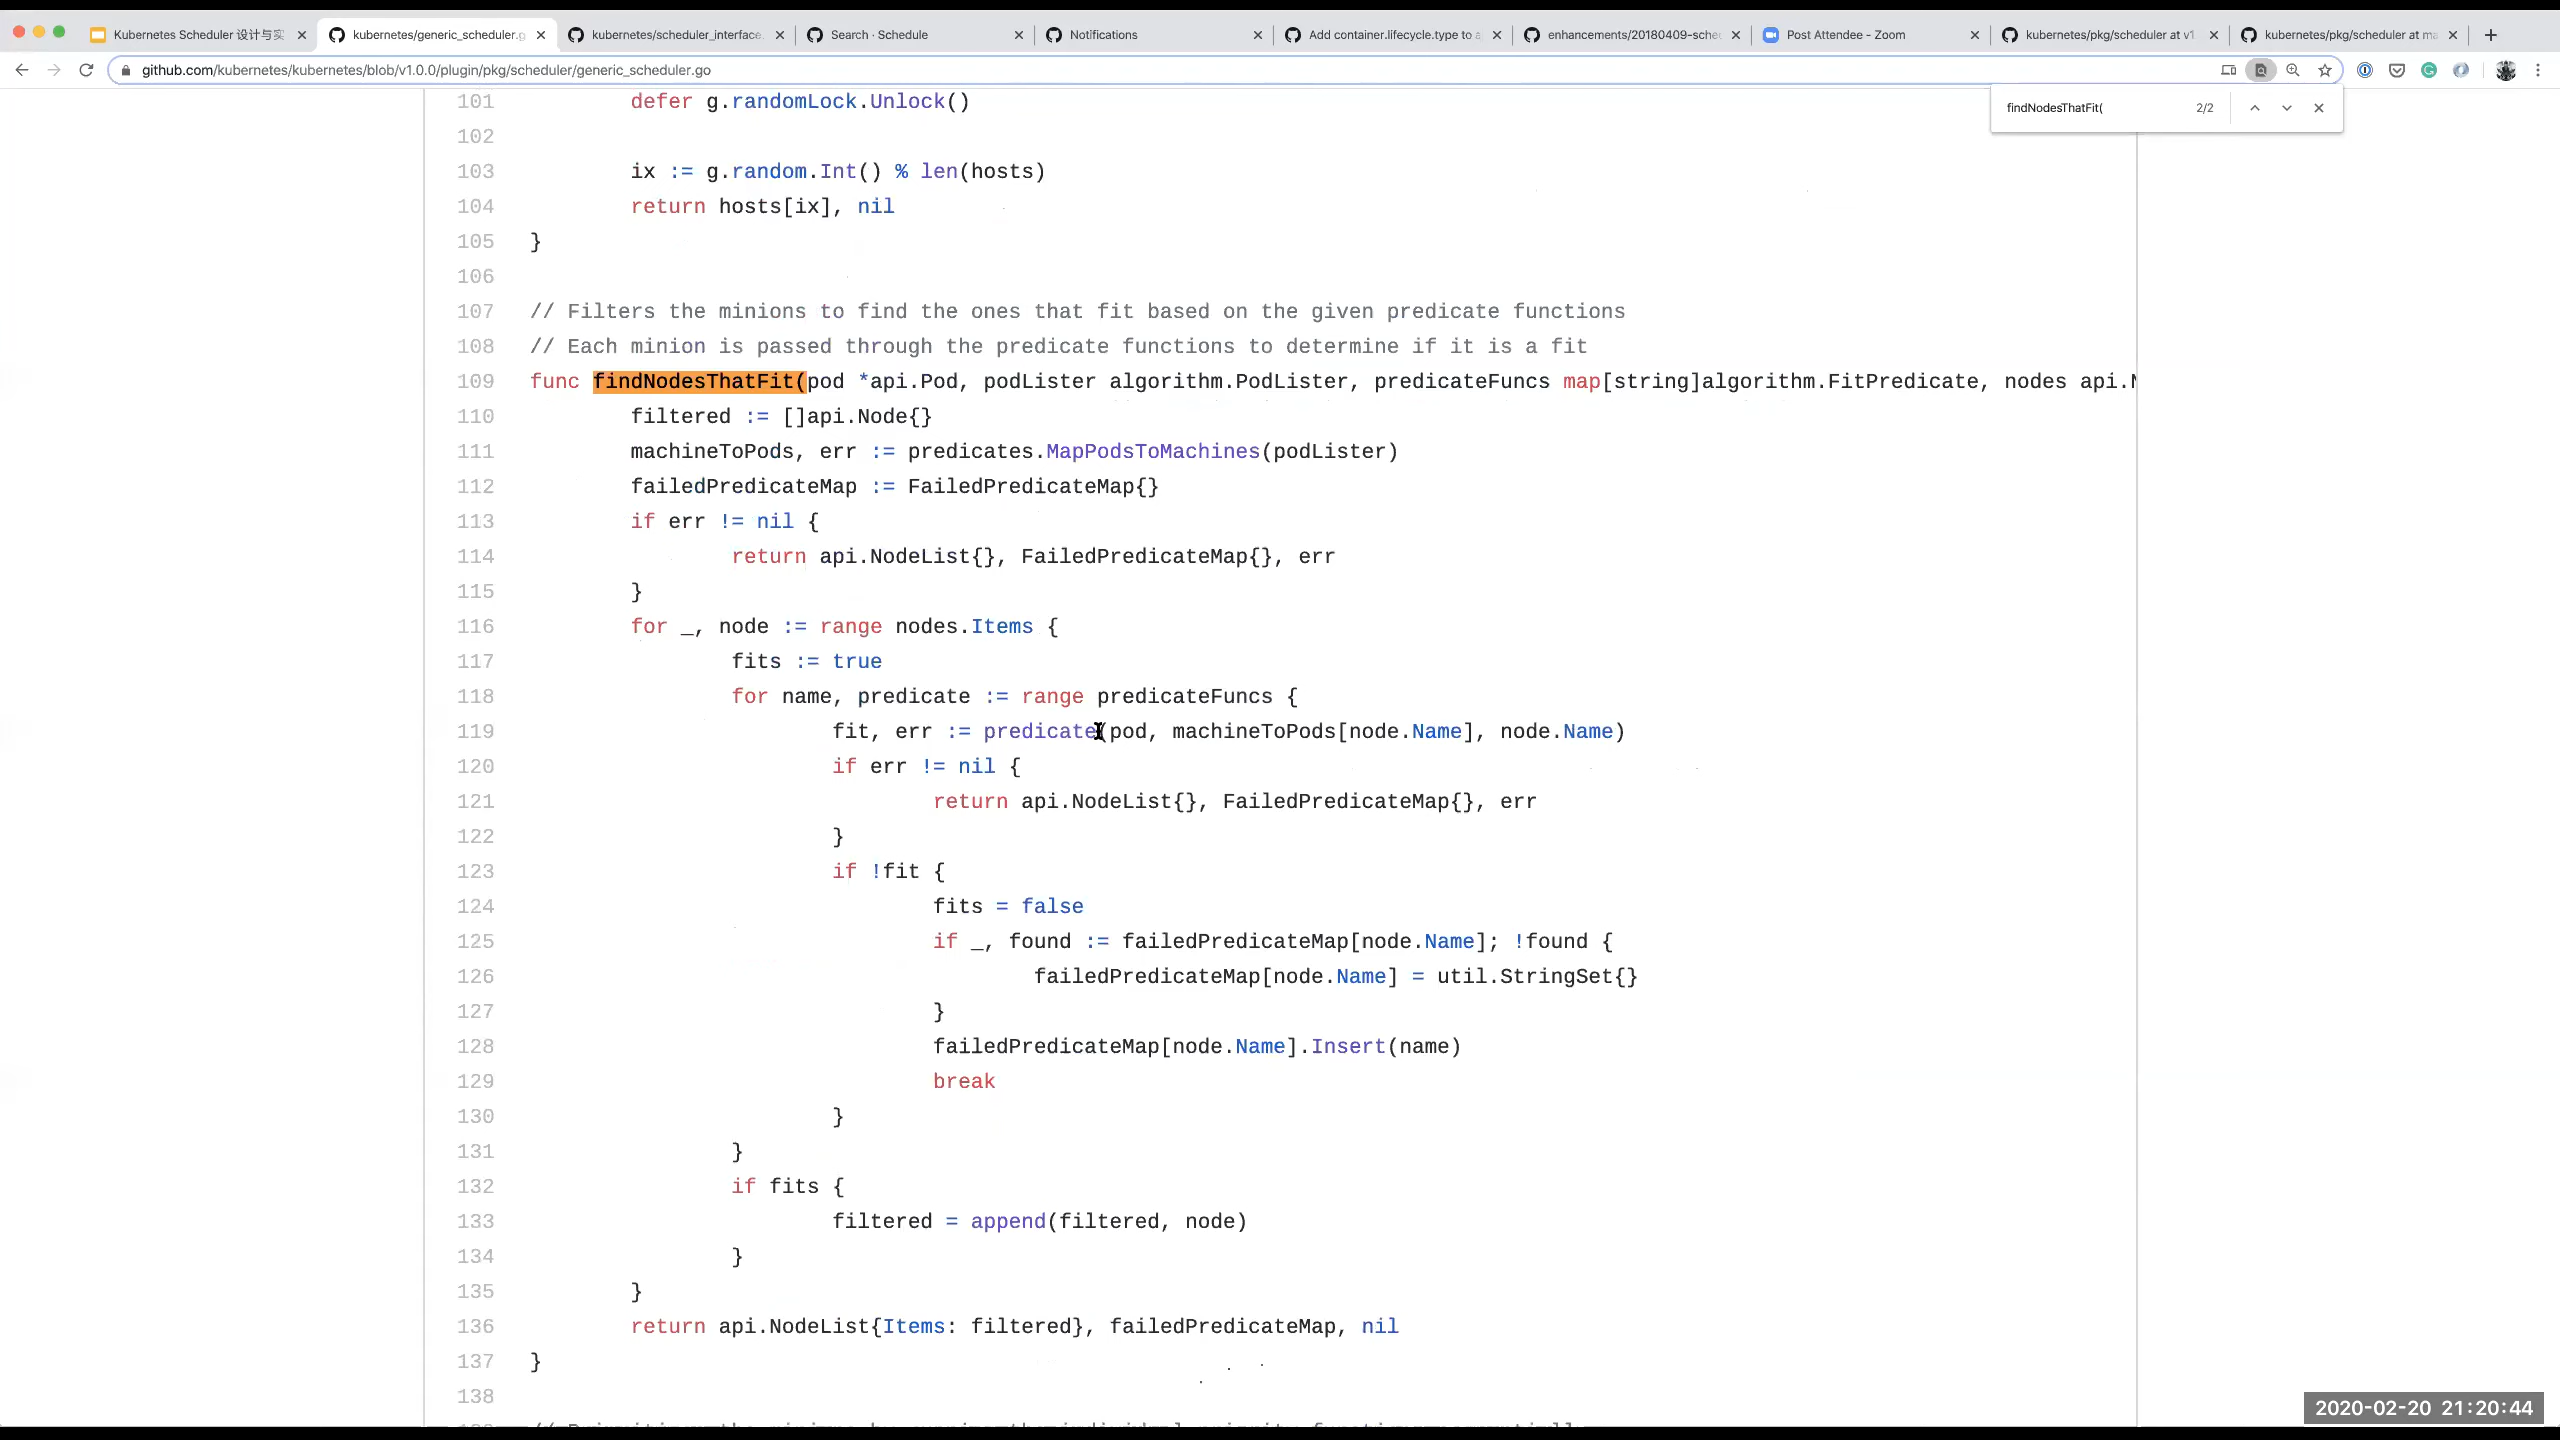 Kubernetes Scheduler 设计与实
kubernetes/generic_scheduler.g
kubernetes/scheduler_interface.
Search · Schedule
Notifications
Add container.lifecycle.type to a
enhancements/20180409-sche
Post Attendee - Zoom
kubernetes/pkg/scheduler at v1
kubernetes/pkg/scheduler at ma
github.com/kubernetes/kubernetes/blob/v1.0.0/plugin/pkg/scheduler/generic_scheduler.go
findNodesThatFit( 2/2
101 defer g.randomLock.Unlock()
102
103 ix := g.random.Int() % len(hosts)
104 return hosts[ix], nil
105 }
106
107 // Filters the minions to find the ones that fit based on the given predicate functions
108 // Each minion is passed through the predicate functions to determine if it is a fit
109 func findNodesThatFit(pod *api.Pod, podLister algorithm.PodLister, predicateFuncs map[string]algorithm.FitPredicate, nodes api.N
110 filtered := []api.Node{}
111 machineToPods, err := predicates.MapPodsToMachines(podLister)
112 failedPredicateMap := FailedPredicateMap{}
113 if err != nil {
114 return api.NodeList{}, FailedPredicateMap{}, err
115 }
116 for _, node := range nodes.Items {
117 fits := true
118 for name, predicate := range predicateFuncs {
119 fit, err := predicate(pod, machineToPods[node.Name], node.Name)
120 if err != nil {
121 return api.NodeList{}, FailedPredicateMap{}, err
122 }
123 if !fit {
124 fits = false
125 if _, found := failedPredicateMap[node.Name]; !found {
126 failedPredicateMap[node.Name] = util.StringSet{}
127 }
128 failedPredicateMap[node.Name].Insert(name)
129 break
130 }
131 }
132 if fits {
133 filtered = append(filtered, node)
134 }
135 }
136 return api.NodeList{Items: filtered}, failedPredicateMap, nil
137 }
138
2020-02-20 21:20:44